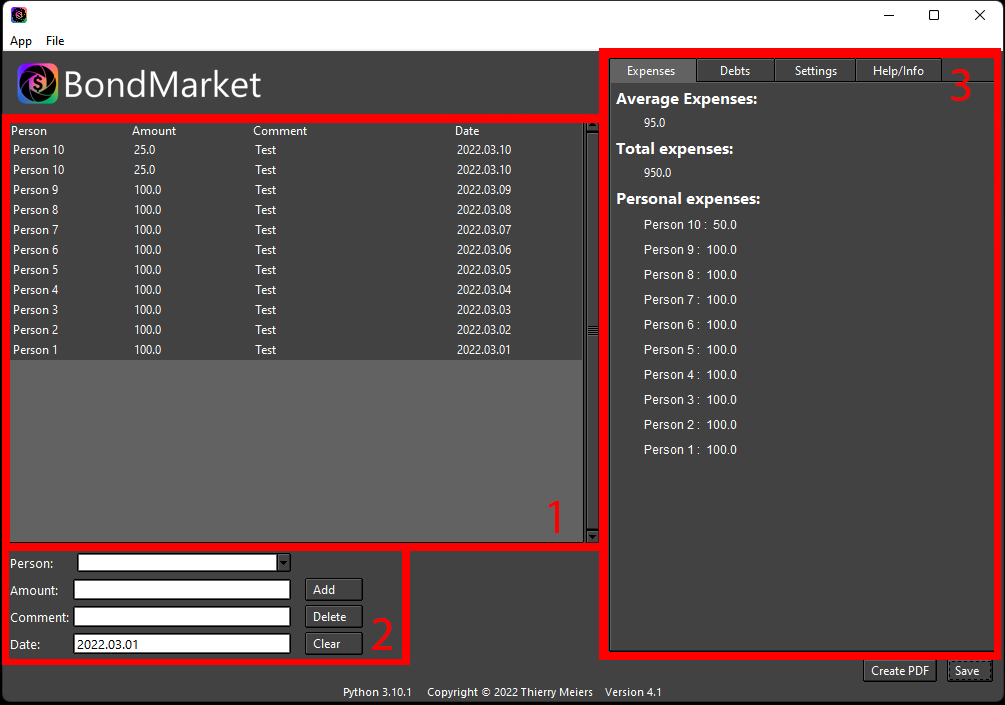 App File
BondMarket
Person Amount Comment Date
Person 10 25.0 Test 2022.03.10
Person 10 25.0 Test 2022.03.10
Person 9 100.0 Test 2022.03.09
Person 8 100.0 Test 2022.03.08
Person 7 100.0 Test 2022.03.07
Person 6 100.0 Test 2022.03.06
Person 5 100.0 Test 2022.03.05
Person 4 100.0 Test 2022.03.04
Person 3 100.0 Test 2022.03.03
Person 2 100.0 Test 2022.03.02
Person 1 100.0 Test 2022.03.01
1
Person:
Amount: Add
Comment: Delete
2
Date: 2022.03.01 Clear
Expenses Debts Settings Help/Info
3
Average Expenses:
95.0
Total expenses:
950.0
Personal expenses:
Person 10 : 50.0
Person 9 : 100.0
Person 8 : 100.0
Person 7 : 100.0
Person 6 : 100.0
Person 5 : 100.0
Person 4 : 100.0
Person 3 : 100.0
Person 2 : 100.0
Person 1 : 100.0
Create PDF Save
Python 3.10.1 Copyright © 2022 Thierry Meiers Version 4.1